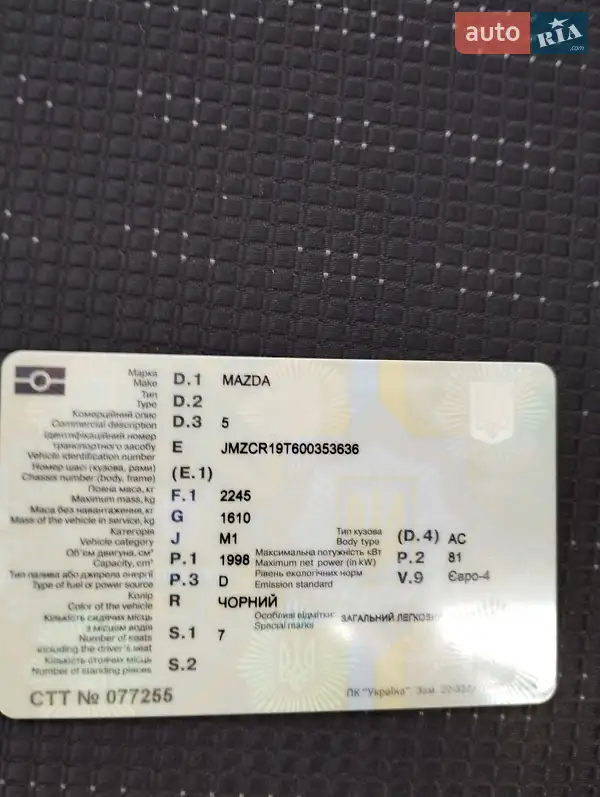 auto RIA .com
Марка
Make D.1 MAZDA
Тип
Type D.2
Комерційний опис
Commercial description D.3 5
Ідентифікаційний номер
транспортного засобу
Vehicle identification number E JMZCR19T600353636
Номер шасі (кузова, рами)
Chassis number (body, frame) (E.1)
Повна маса, кг
Maximum mass, kg F.1 2245
Маса без навантаження, кг
Mass of the vehicle in service, kg G 1610
Категорія
Vehicle category J M1 Тип кузова
Body type (D.4) AC
Об'єм двигуна, см³
Capacity, cm³ P.1 1998 Максимальна потужність кВт
Maximum net power (in kW) P.2 81
Тип палива або джерела енергії
Type of fuel or power source P.3 D Рівень екологічних норм
Emission standard V.9 Євро-4
Колір
Color of the vehicle R ЧОРНИЙ
Особливі відмітки:
Special marks ЗАГАЛЬНИЙ
Кількість сидячих місць
з місцем водія
Number of seats
including the driver's seat S.1 7
Кількість стоячих місць
Number of standing places S.2
СТТ № 077255
ПК "Україна". Зам.